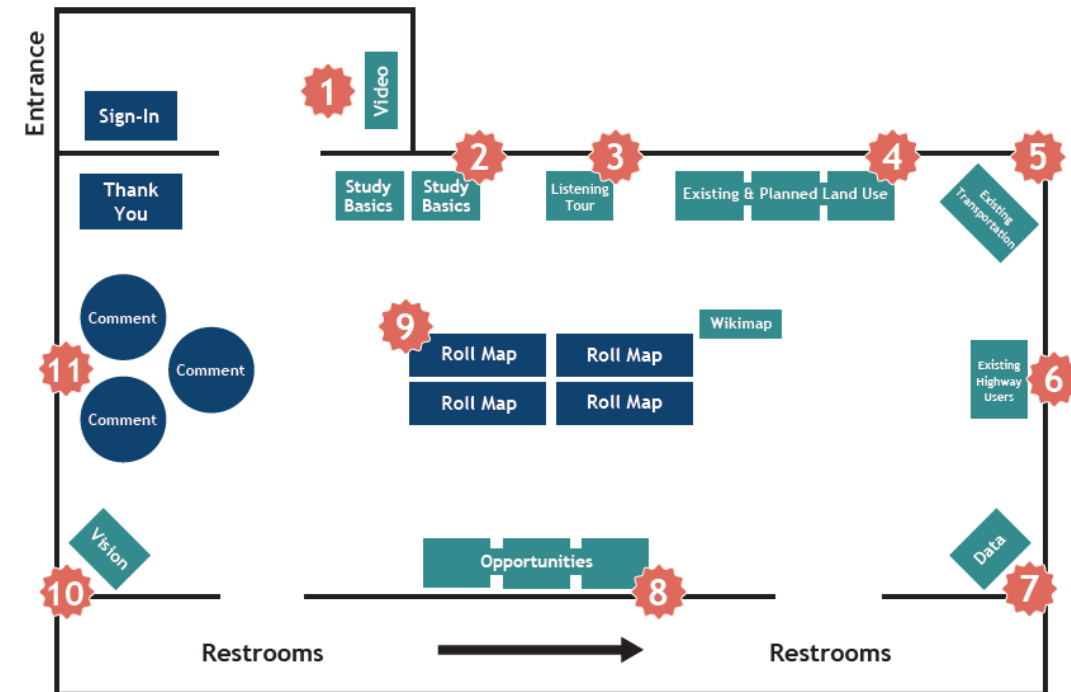 Entrance
Sign-In
1
Video
Thank
You
Study
Basics
2
Study
Basics
3
Listening
Tour
4
Existing & Planned Land Use
5
Existing
Transportation
Comment
Comment
Comment
11
9
Roll Map
Roll Map
Roll Map
Roll Map
Wikimap
Existing
Highway
Users
6
Vision
10
Opportunities
8
Data
7
Restrooms
Restrooms